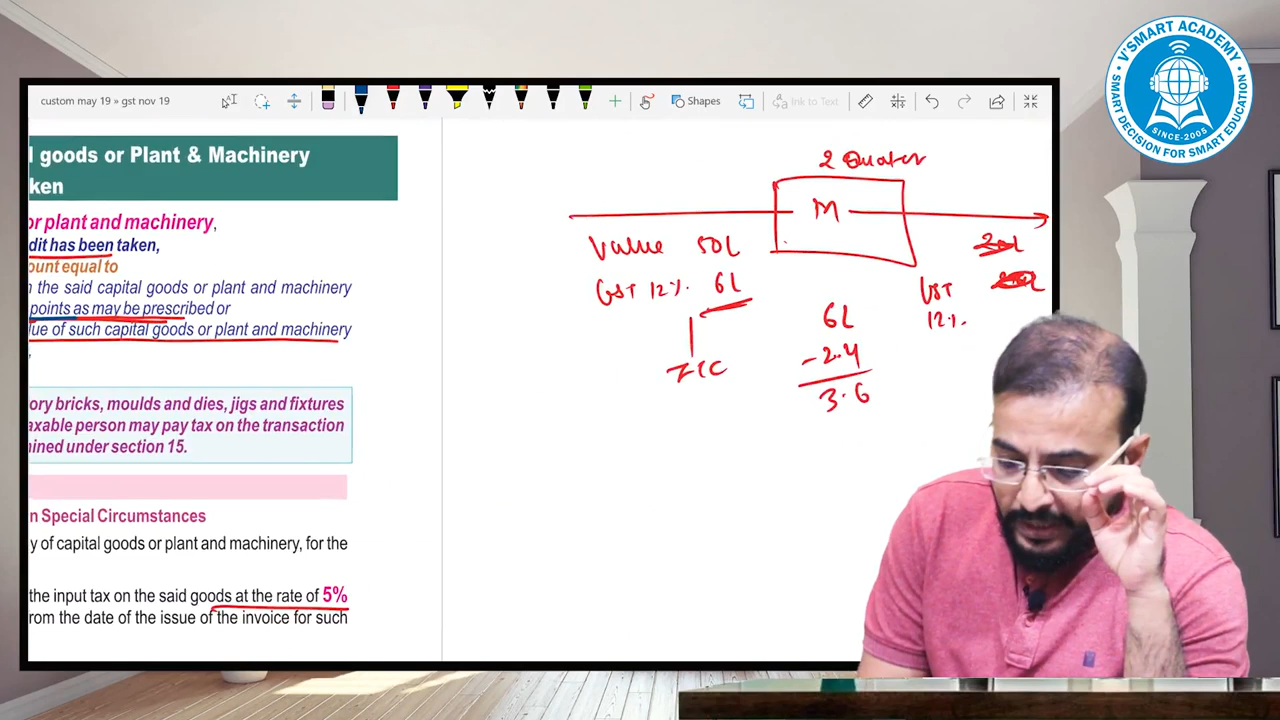 V'SMART ACADEMY
SMART DECISION FOR SMART EDUCATION
SINCE-2005
custom may 19 » gst nov 19
Shapes
Ink to Text
l goods or Plant & Machinery
ken
or plant and machinery,
dit has been taken,
ount equal to
n the said capital goods or plant and machinery
points as may be prescribed or
lue of such capital goods or plant and machinery
ory bricks, moulds and dies, jigs and fixtures
axable person may pay tax on the transaction
ined under section 15.
n Special Circumstances
y of capital goods or plant and machinery, for the
the input tax on the said goods at the rate of 5%
rom the date of the issue of the invoice for such
2 Quater
M
Value 50L
GST 12%. 6L
ITC
6L
-2.4
3.6
GST
12%.